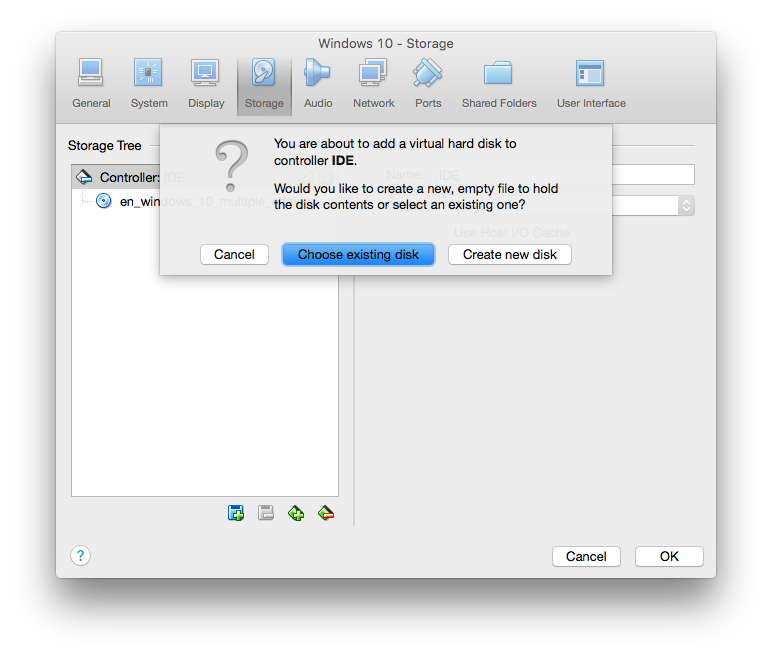 Windows 10 - Storage
General
System
Display
Storage
Audio
Network
Ports
Shared Folders
User Interface
Storage Tree
You are about to add a virtual hard disk to
controller IDE.
Would you like to create a new, empty file to hold
the disk contents or select an existing one?
Controller: IDE
Name: IDE
en_windows_10_multiple
Use Host I/O Cache
Cancel
Choose existing disk
Create new disk
?
Cancel
OK